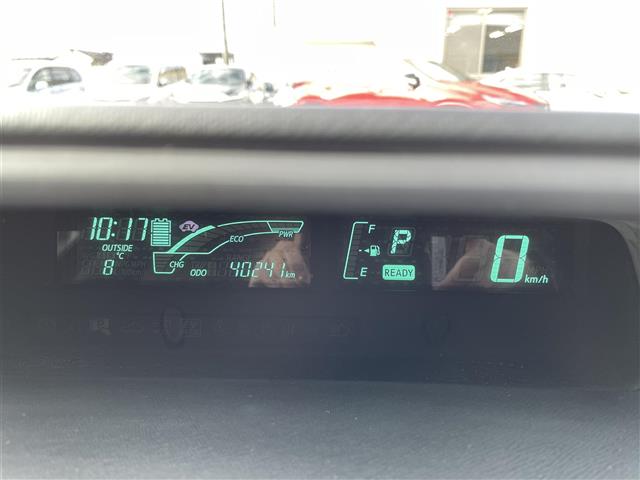 10:17 EV
ECO PWR
OUTSIDE
°C
8 CHG ODO 40241 km
F
P
E READY
0 km/h